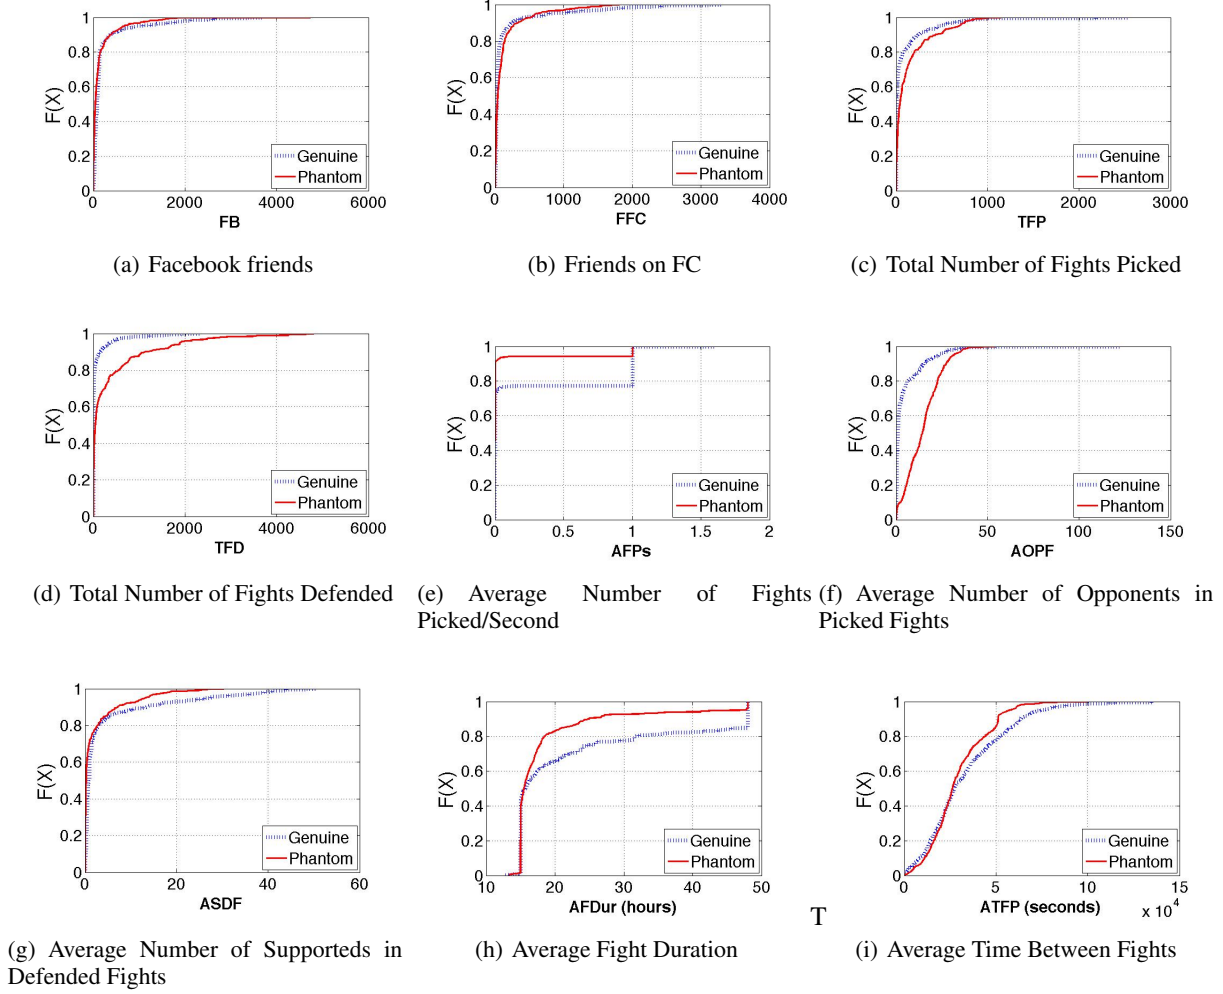 1
0.8
0.6
0.4
0.2
0
F(X)
Genuine
Phantom
0 2000 4000 6000
FB
(a) Facebook friends
1
0.8
0.6
0.4
0.2
0
F(X)
Genuine
Phantom
0 1000 2000 3000 4000
FFC
(b) Friends on FC
1
0.8
0.6
0.4
0.2
0
F(X)
Genuine
Phantom
0 1000 2000 3000
TFP
(c) Total Number of Fights Picked
1
0.8
0.6
0.4
0.2
0
F(X)
Genuine
Phantom
0 2000 4000 6000
TFD
(d) Total Number of Fights Defended
1
0.8
0.6
0.4
0.2
0
F(X)
Genuine
Phantom
0 0.5 1 1.5 2
AFPs
(e) Average Number of Fights
Picked/Second
1
0.8
0.6
0.4
0.2
0
F(X)
Genuine
Phantom
0 50 100 150
AOPF
(f) Average Number of Opponents in
Picked Fights
1
0.8
0.6
0.4
0.2
0
F(X)
Genuine
Phantom
0 20 40 60
ASDF
(g) Average Number of Supporteds in
Defended Fights
1
0.8
0.6
0.4
0.2
0
F(X)
Genuine
Phantom
10 20 30 40 50
AFDur (hours)
(h) Average Fight Duration
T
1
0.8
0.6
0.4
0.2
0
F(X)
Genuine
Phantom
0 5 10 15
ATFP (seconds)
x 10^4
(i) Average Time Between Fights